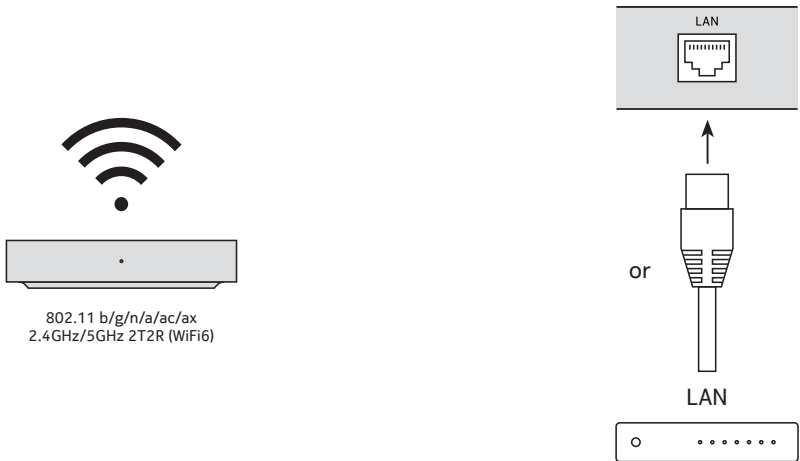 802.11 b/g/n/a/ac/ax
2.4GHz/5GHz 2T2R (WiFi6)
LAN
or
LAN